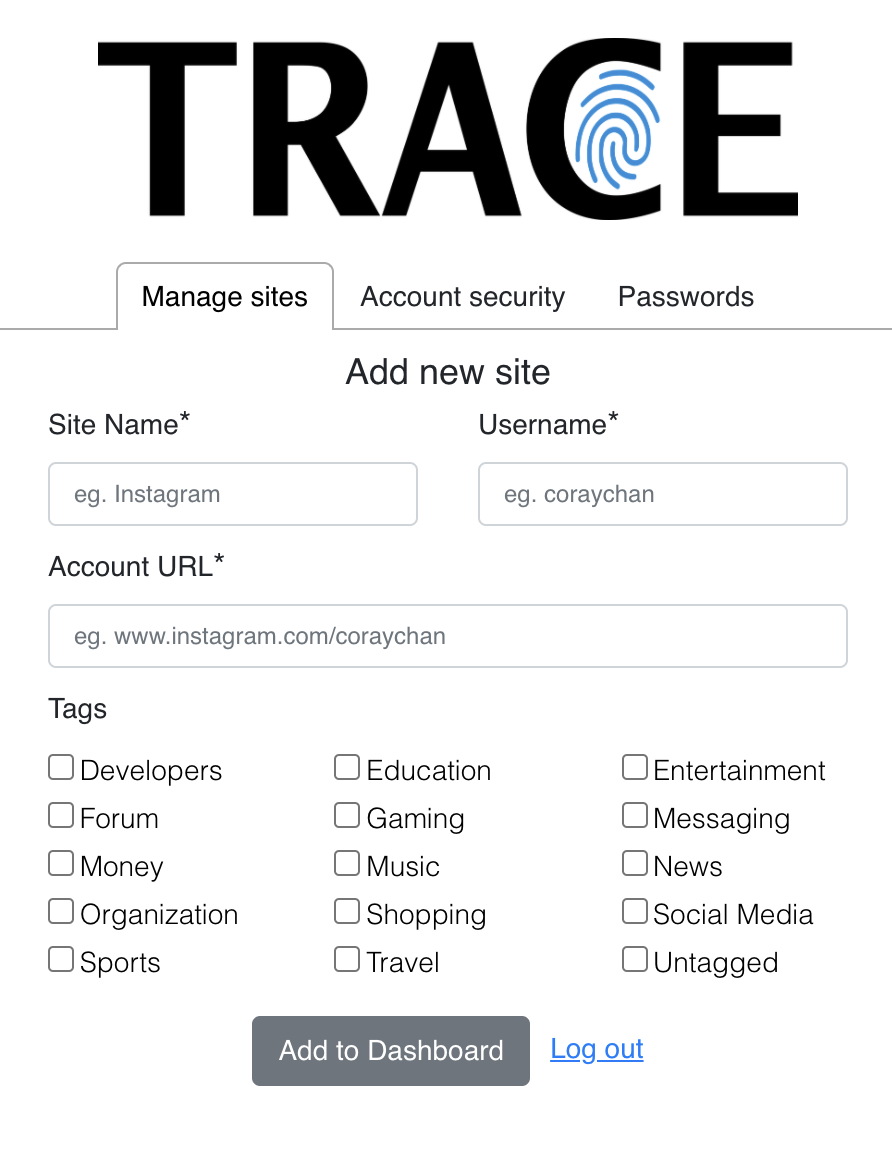 TRACE
Manage sites Account security Passwords
Add new site
Site Name* Username*
eg. Instagram eg. coraychan
Account URL*
eg. www.instagram.com/coraychan
Tags
Developers Education Entertainment
Forum Gaming Messaging
Money Music News
Organization Shopping Social Media
Sports Travel Untagged
Add to Dashboard Log out